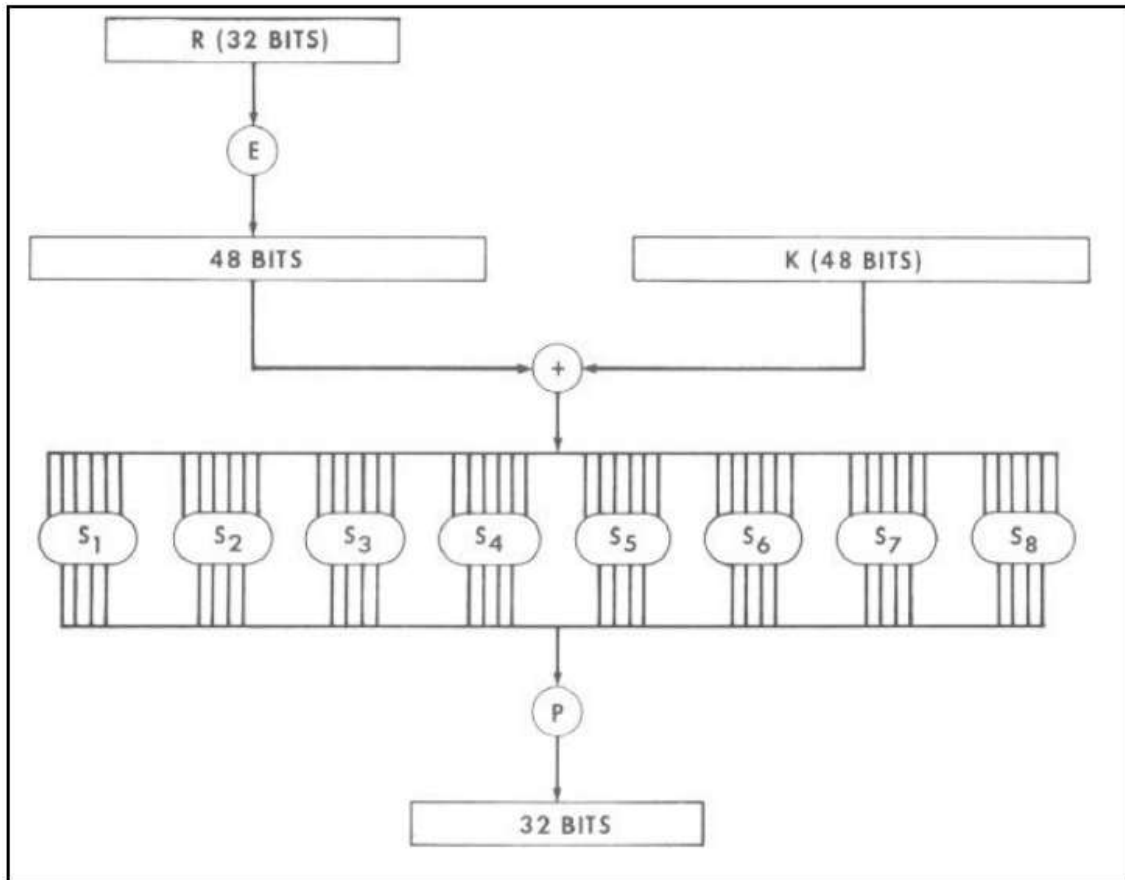 R (32 BITS)
E
48 BITS
K (48 BITS)
+
S1 S2 S3 S4 S5 S6 S7 S8
P
32 BITS